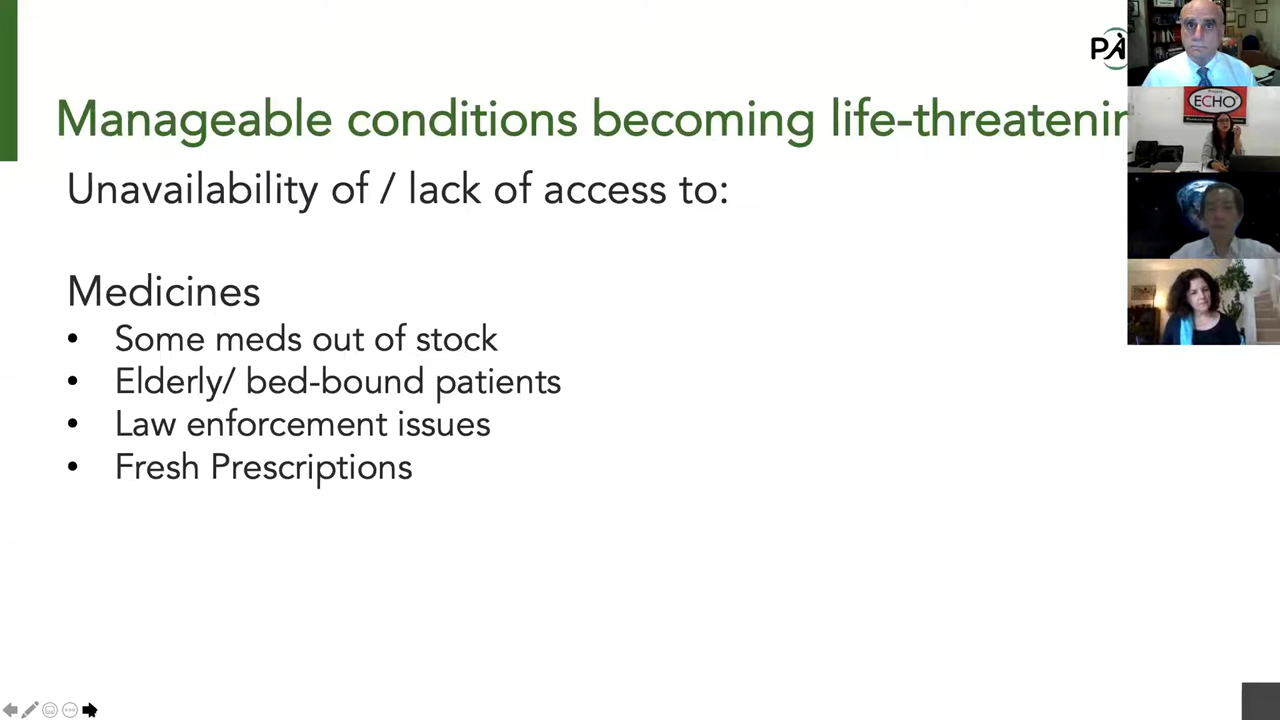 PA
Manageable conditions becoming life-threatenin
Unavailability of / lack of access to:
Medicines
• Some meds out of stock
• Elderly/ bed-bound patients
• Law enforcement issues
• Fresh Prescriptions
ECHO